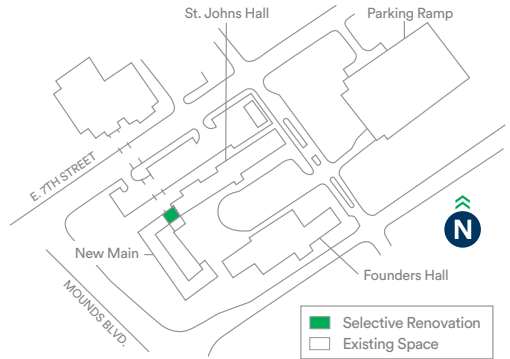 St. Johns Hall
Parking Ramp
E. 7TH STREET
New Main
MOUNDS BLVD.
Founders Hall
N
Selective Renovation
Existing Space